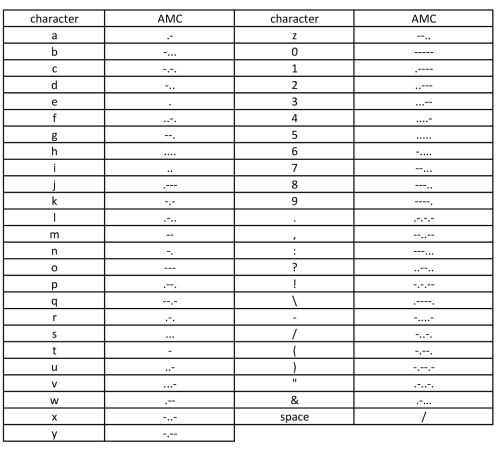 character AMC character AMC
a .- z --..
b -... 0 -----
c -.-. 1 .----
d -.. 2 ..---
e . 3 ...--
f ..-. 4 ....-
g --. 5 .....
h .... 6 -....
i .. 7 --...
j .--- 8 ---..
k -.- 9 ----.
l .-.. . .-.-.-
m -- , --..--
n -. : ---...
o --- ? ..--..
p .--. ! -.-.--
q --.- \ .----.
r .-. - -....-
s ... / -..-.
t - ( -.--.
u ..- ) -.--.-
v ...- " .-..-.
w .-- & .-...
x -..- space /
y -.--